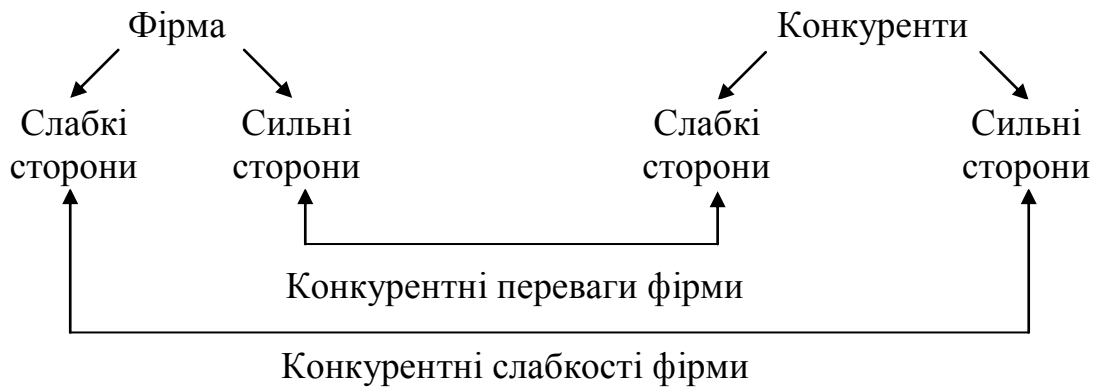 Фірма Конкуренти
Слабкі Сильні Слабкі Сильні
сторони сторони сторони сторони
Конкурентні переваги фірми
Конкурентні слабкості фірми